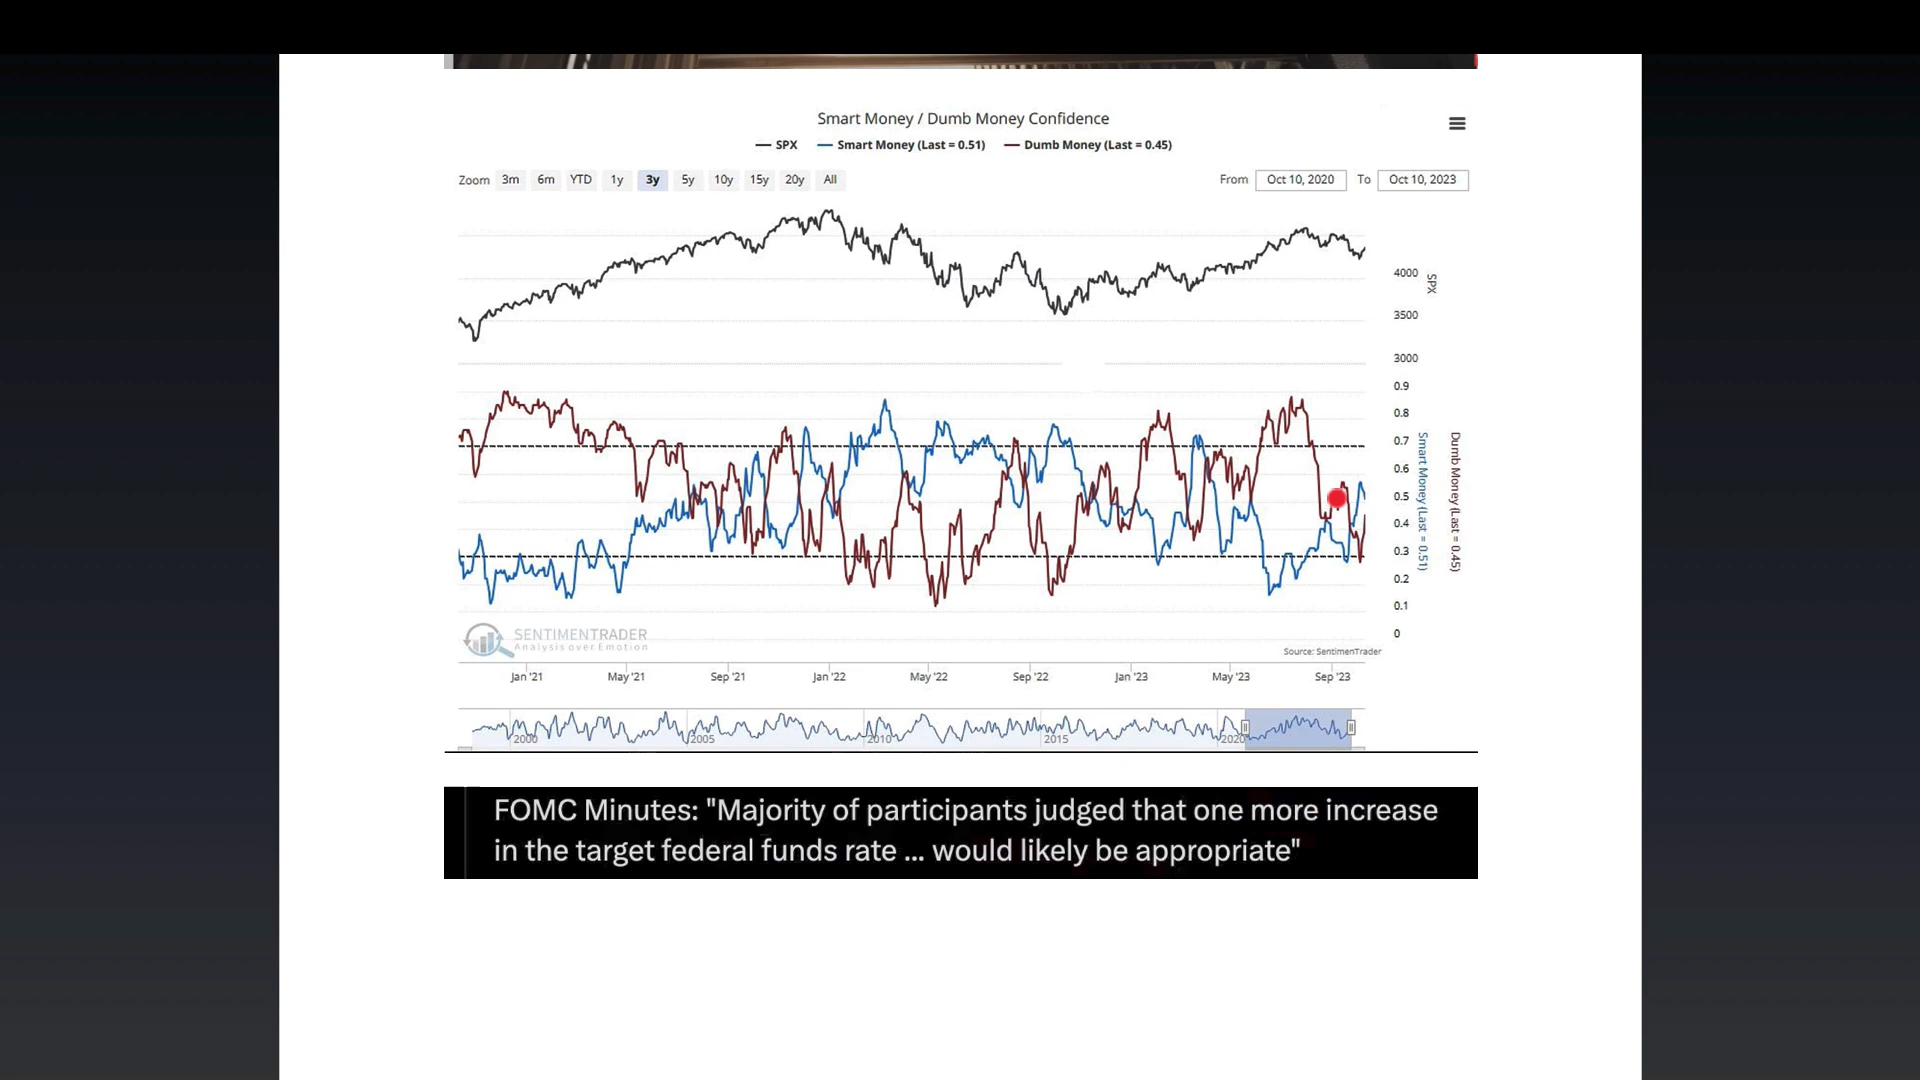 Smart Money / Dumb Money Confidence
SPX Smart Money (Last = 0.51) Dumb Money (Last = 0.45)
Zoom 3m 6m YTD 1y 3y 5y 10y 15y 20y All From Oct 10, 2020 To Oct 10, 2023
4000
3500
3000
SPX
0.9
0.8
0.7
0.6
0.5
0.4
0.3
0.2
0.1
0
Smart Money (Last = 0.51)
Dumb Money (Last = 0.45)
SENTIMENTRADER
Analysis over Emotion
Source: SentimenTrader
Jan '21 May '21 Sep '21 Jan '22 May '22 Sep '22 Jan '23 May '23 Sep '23
2000 2005 2010 2015 2020
FOMC Minutes: "Majority of participants judged that one more increase
in the target federal funds rate ... would likely be appropriate"